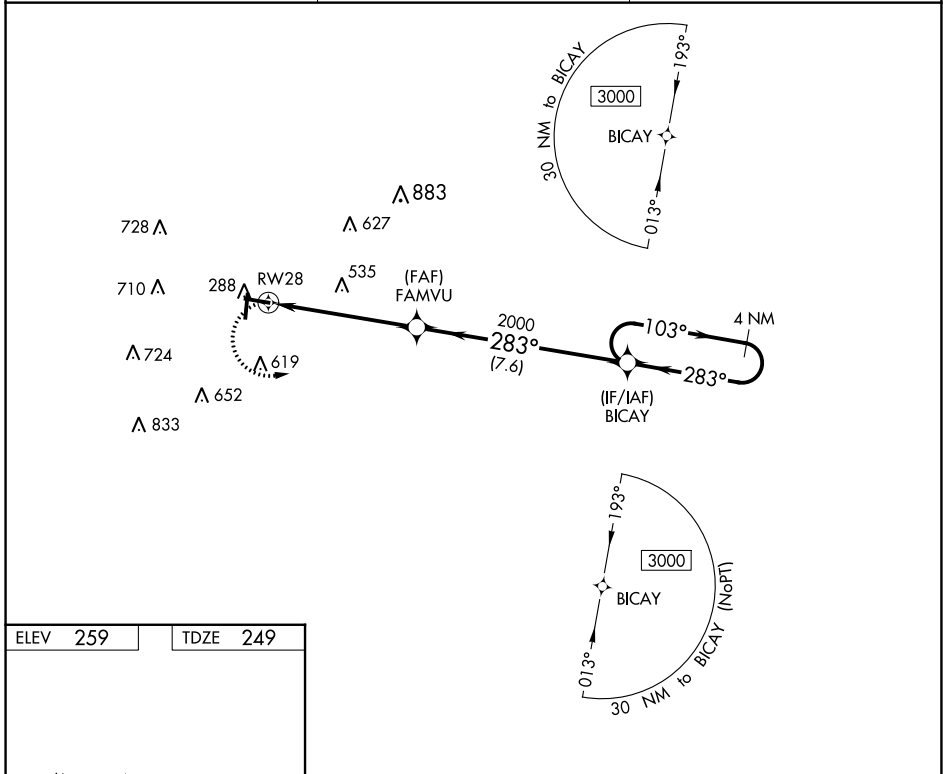 193°
30 NM to BICAY
3000
BICAY
013°
883
728
627
710
288
RW28
535
(FAF)
FAMVU
2000
283°
(7.6)
103°
4 NM
283°
(IF/IAF)
BICAY
724
619
652
833
193°
3000
BICAY
013°
30 NM to BICAY (NoPT)
ELEV 259
TDZE 249